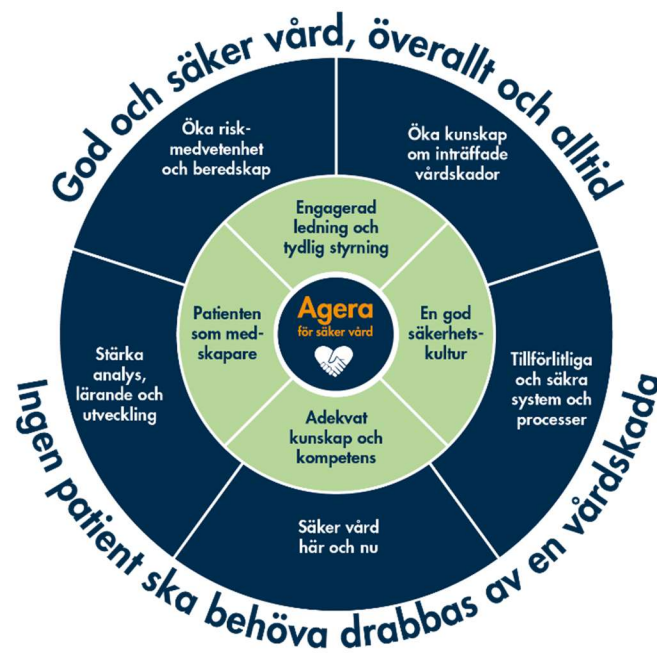 God och säker vård, överallt och alltid
Öka risk-
medvetenhet
och beredskap
Öka kunskap
om inträffade
vårdskador
Engagerad
ledning och
tydlig styrning
Patienten
som med-
skapare
Agera
för säker vård
En god
säkerhets-
kultur
Stärka
analys,
lärande och
utveckling
Tillförlitliga
och säkra
system och
processer
Adekvat
kunskap och
kompetens
Säker vård
här och nu
Ingen patient ska behöva drabbas av en vårdskada